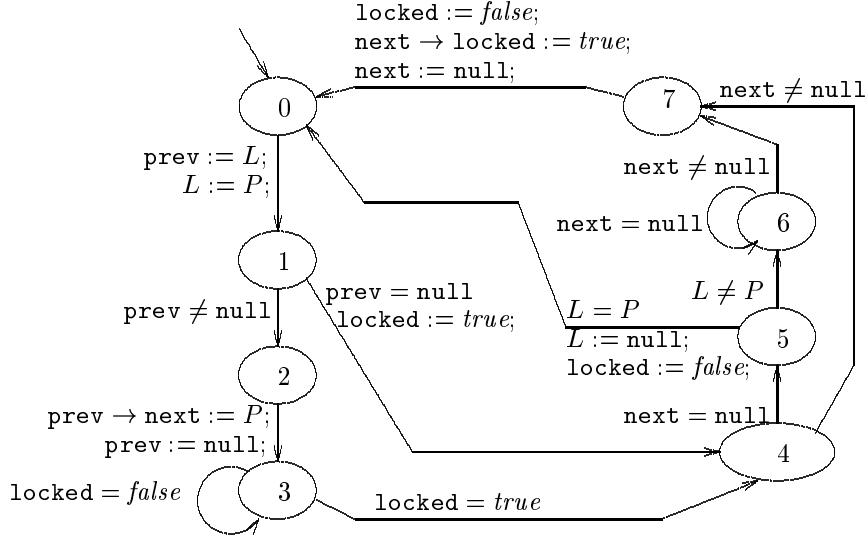 locked := false;
next → locked := true;
next := null;
next ≠ null
7
0
prev := L;
L := P;
next ≠ null
next = null
6
1
prev = null
locked := true;
L ≠ P
prev ≠ null
L = P
L := null;
locked := false;
5
2
prev → next := P;
prev := null;
next = null
4
3
locked = false
locked = true